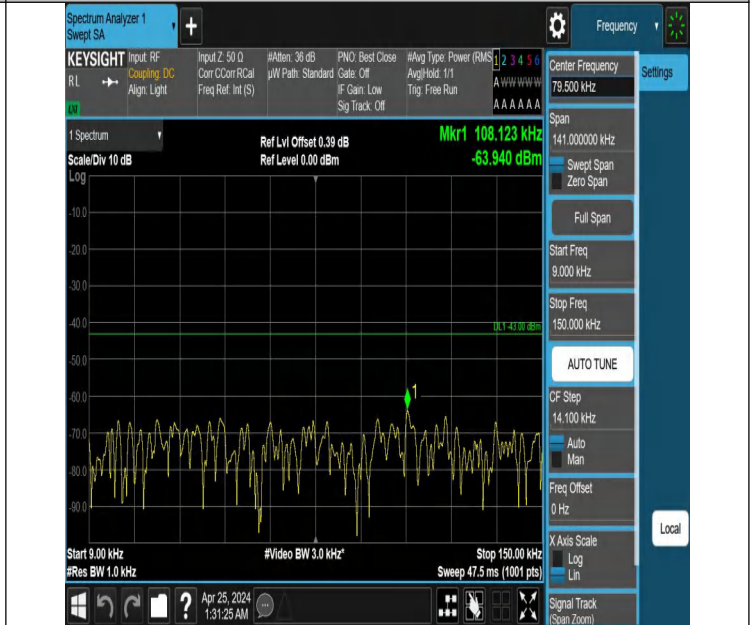 Spectrum Analyzer 1
Swept SA
+
Frequency
KEYSIGHT
RL
LXI
Input: RF
Coupling: DC
Align: Light
Input Z: 50 Ω
Corr CCorr RCal
Freq Ref: Int (S)
#Atten: 36 dB
µW Path: Standard
PNO: Best Close
Gate: Off
IF Gain: Low
Sig Track: Off
#Avg Type: Power (RMS
Avg|Hold: 1/1
Trig: Free Run
1 2 3 4 5 6
A W W W W W
A A A A A A
1 Spectrum
Scale/Div 10 dB
Ref Lvl Offset 0.39 dB
Ref Level 0.00 dBm
Mkr1 108.123 kHz
-63.940 dBm
Log
-10.0
-20.0
-30.0
-40.0
-50.0
-60.0
-70.0
-80.0
-90.0
DL1 -43.00 dBm
1
Start 9.00 kHz
#Res BW 1.0 kHz
#Video BW 3.0 kHz*
Stop 150.00 kHz
Sweep 47.5 ms (1001 pts)
?
Apr 25, 2024
1:31:25 AM
Center Frequency
79.500 kHz
Settings
Span
141.000000 kHz
Swept Span
Zero Span
Full Span
Start Freq
9.000 kHz
Stop Freq
150.000 kHz
AUTO TUNE
CF Step
14.100 kHz
Auto
Man
Freq Offset
0 Hz
Local
X Axis Scale
Log
Lin
Signal Track
(Span Zoom)